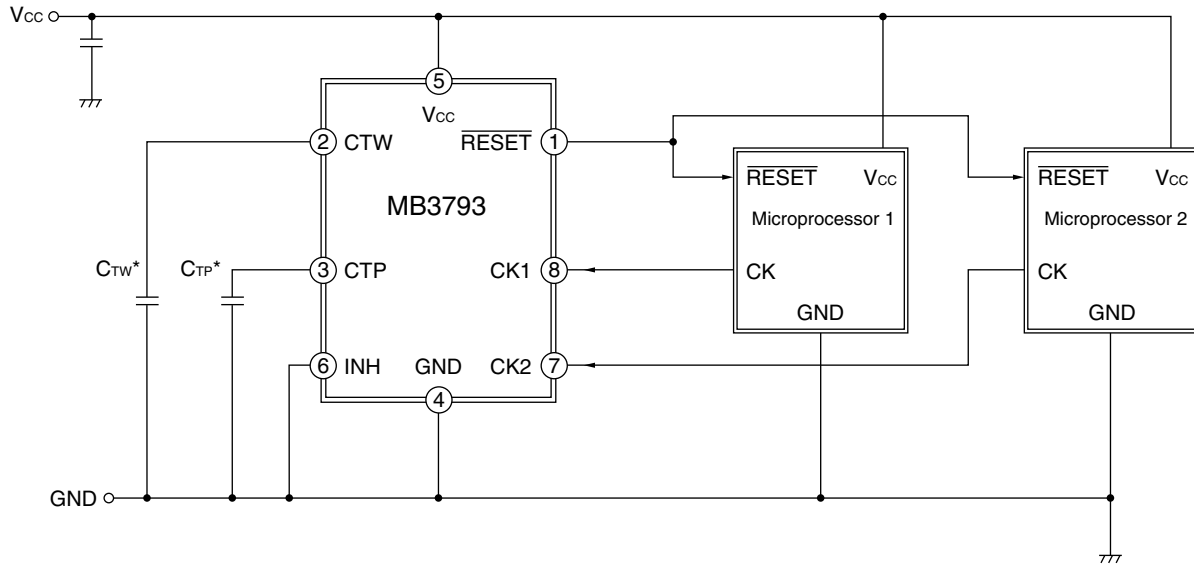 VCC
5
VCC
2 CTW
RESET 1
RESET VCC
RESET VCC
MB3793
Microprocessor 1
Microprocessor 2
CTW*
CTP*
3 CTP
CK1 8
CK
CK
GND
GND
6 INH
GND
CK2 7
4
GND